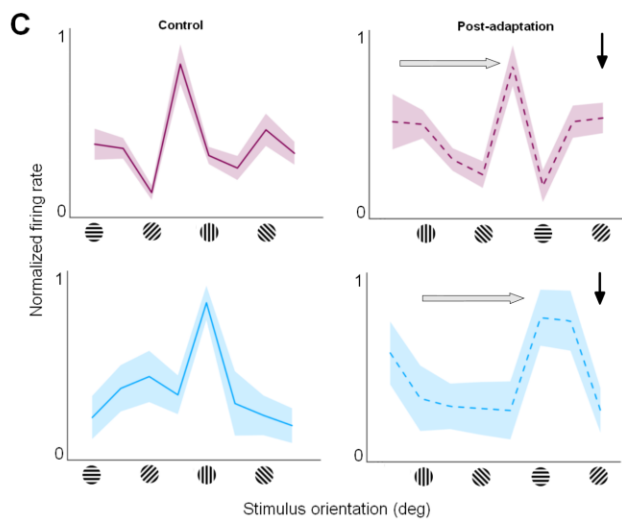 C
Control
Post-adaptation
1
0
1
0
1
0
1
0
Normalized firing rate
Stimulus orientation (deg)